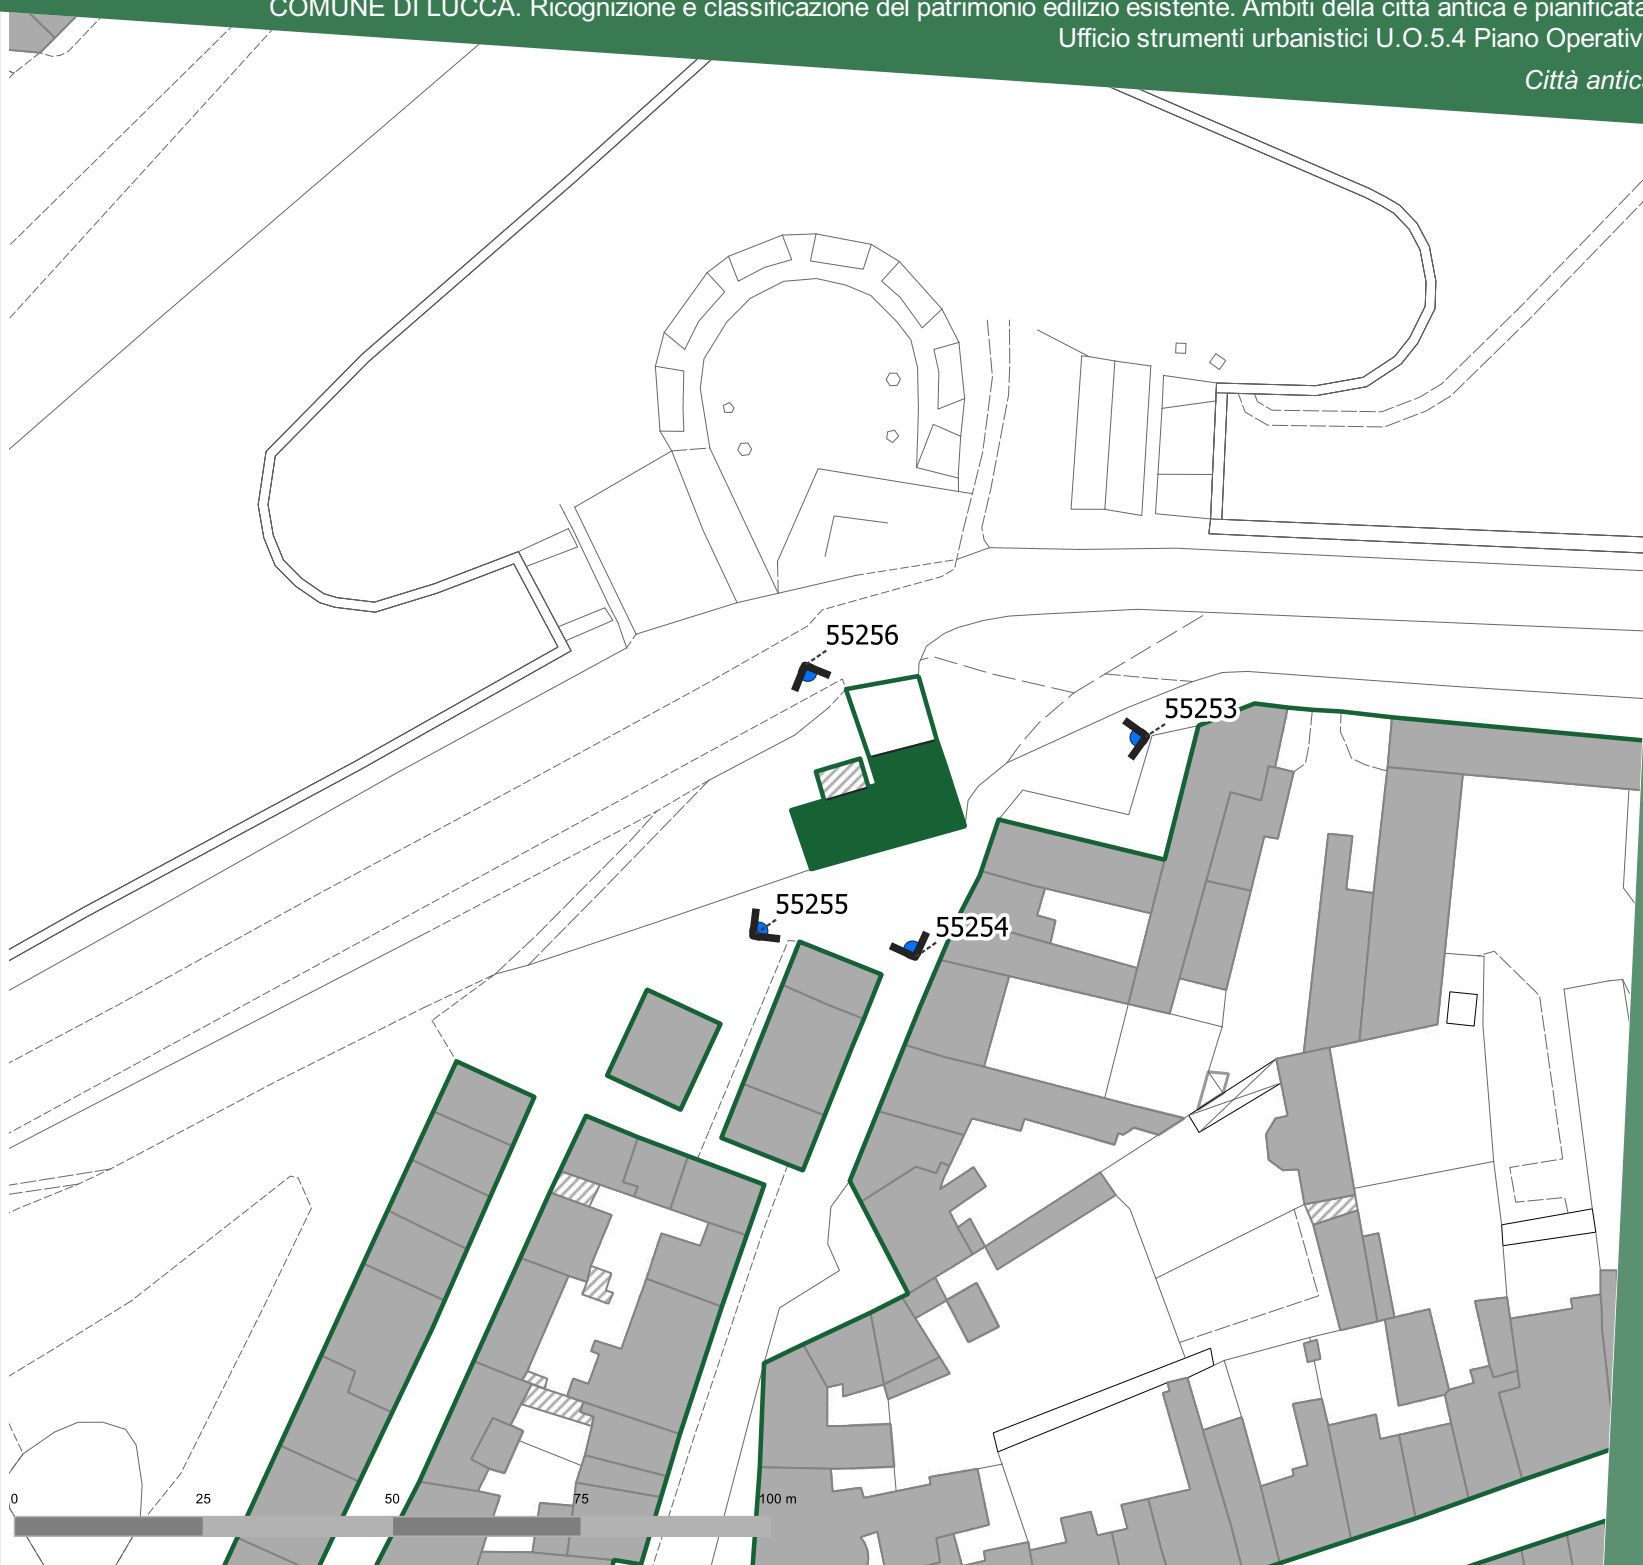 COMUNE DI LUCCA. Ricognizione e classificazione del patrimonio edilizio esistente. Ambiti della città antica e pianificata
Ufficio strumenti urbanistici U.O.5.4 Piano Operativ
Città antic
55256
55253
55255
55254
0 25 50 75 100 m